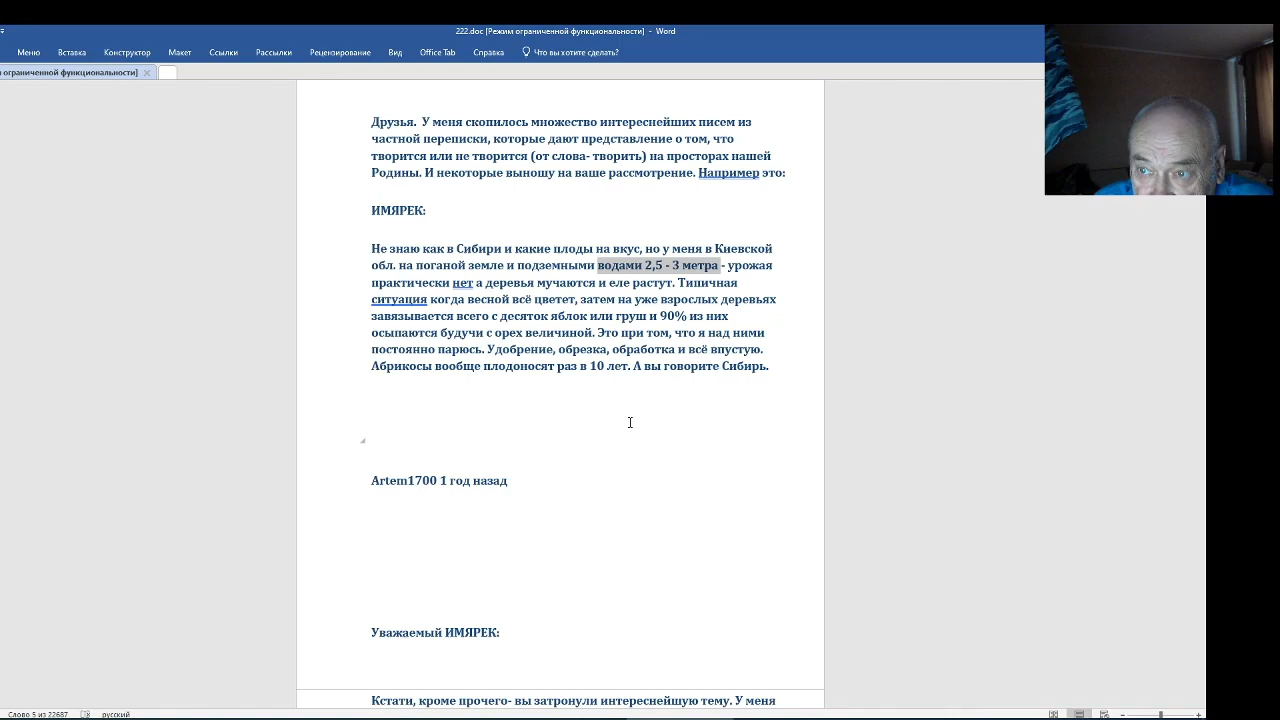 222.doc [Режим ограниченной функциональности] - Word
Меню Вставка Конструктор Макет Ссылки Рассылки Рецензирование Вид Office Tab Справка Что вы хотите сделать?
ограниченной функциональности]
Друзья. У меня скопилось множество интереснейших писем из
частной переписки, которые дают представление о том, что
творится или не творится (от слова- творить) на просторах нашей
Родины. И некоторые выношу на ваше рассмотрение. Например это:
ИМЯРЕК:
Не знаю как в Сибири и какие плоды на вкус, но у меня в Киевской
обл. на поганой земле и подземными водами 2,5 - 3 метра - урожая
практически нет а деревья мучаются и еле растут. Типичная
ситуация когда весной всё цветет, затем на уже взрослых деревьях
завязывается всего с десяток яблок или груш и 90% из них
осыпаются будучи с орех величиной. Это при том, что я над ними
постоянно парюсь. Удобрение, обрезка, обработка и всё впустую.
Абрикосы вообще плодоносят раз в 10 лет. А вы говорите Сибирь.
Artem1700 1 год назад
Уважаемый ИМЯРЕК:
Кстати, кроме прочего- вы затронули интереснейшую тему. У меня
Слово 5 из 22687 русский